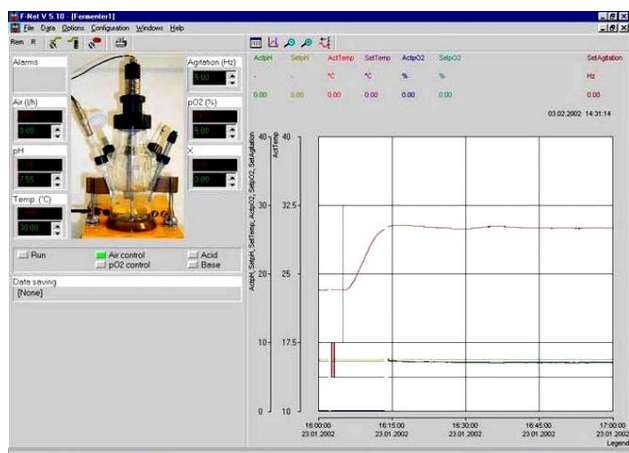 F-Net V 5.10 - [Fermenter1]
File Data Options Configuration Windows Help
Rem R
Alarms
Agitation (Hz)
5.00
Air (l/h)
0.00
pO2 (%)
5.00
pH
7.55
X
0.00
Temp (°C)
30.00
Run
Air control
Acid
pO2 control
Base
Data saving
[None]
ActpH SetpH ActTemp SetTemp ActpO2 SetpO2 SetAgitation
- - °C °C % % Hz
0.00 0.00 0.00 0.00 0.00 0.00 0.00
03.02.2002 14:31:14
ActpH, SetpH, SetTemp, ActpO2, SetpO2, SetAgitation
ActTemp
40 40
30 32.5
20 25
10 17.5
0 10
16:00:00 16:15:00 16:30:00 16:45:00 17:00:00
23.01.2002 23.01.2002 23.01.2002 23.01.2002 23.01.2002
Legend